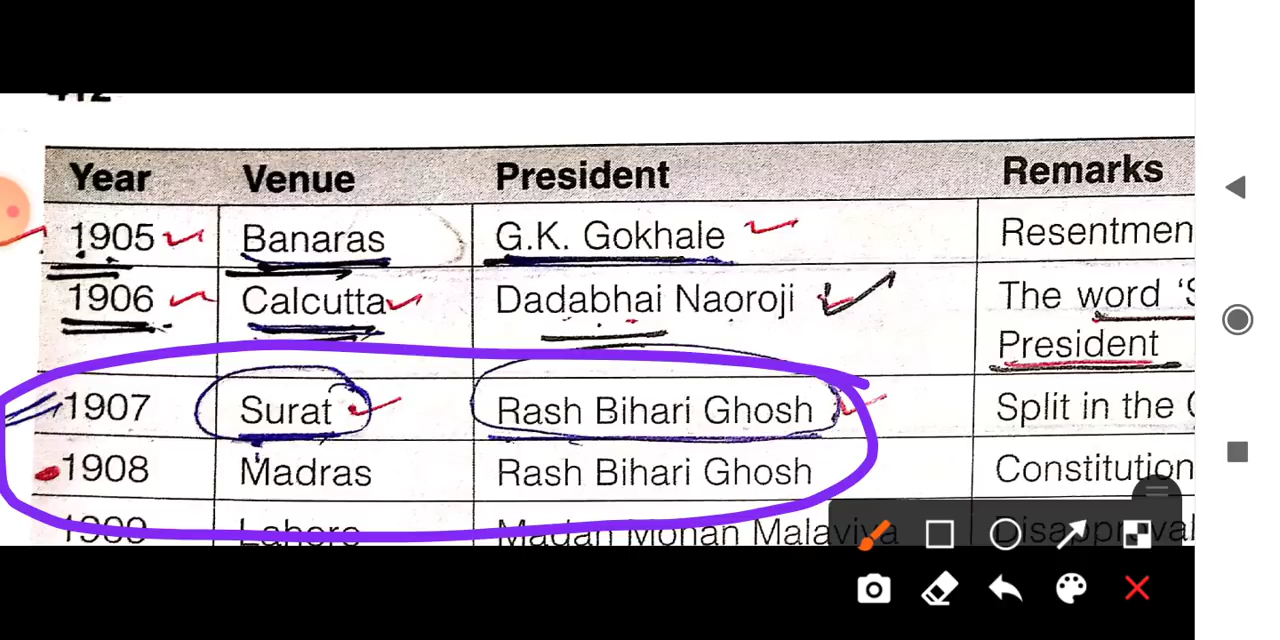 Year Venue President Remarks
1905 Banaras G.K. Gokhale Resentmen
1906 Calcutta Dadabhai Naoroji The word 'S
President
1907 Surat Rash Bihari Ghosh Split in the
1908 Madras Rash Bihari Ghosh Constitution
1909 Lahore Madan Mohan Malaviya Disapproval